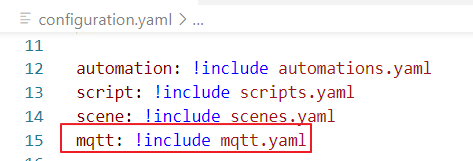 configuration.yaml > ...
11
12 automation: !include automations.yaml
13 script: !include scripts.yaml
14 scene: !include scenes.yaml
15 mqtt: !include mqtt.yaml